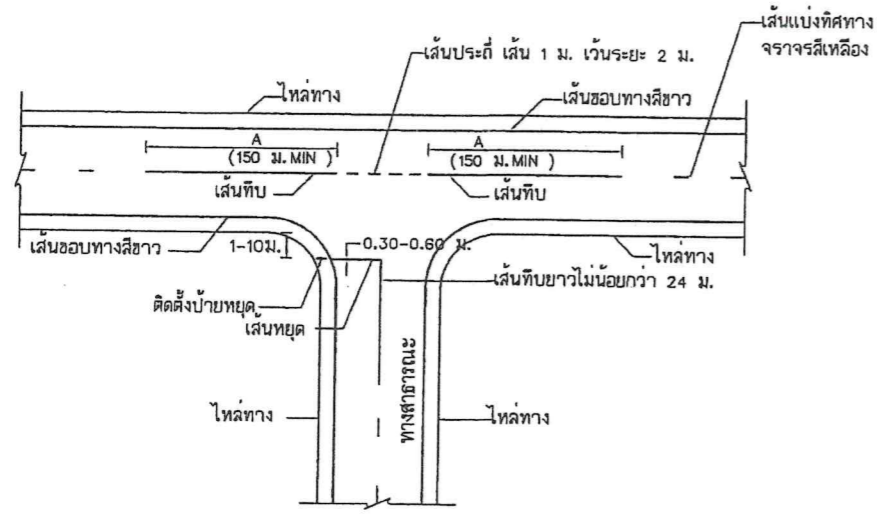 เส้นแบ่งทิศทาง
จราจรสีเหลือง
เส้นประถี่ เส้น 1 ม. เว้นระยะ 2 ม.
ไหล่ทาง
เส้นขอบทางสีขาว
A
(150 ม. MIN )
A
(150 ม. MIN )
เส้นทึบ
เส้นทึบ
เส้นขอบทางสีขาว
1-10ม.
0.30-0.60 ม.
ไหล่ทาง
เส้นทึบยาวไม่น้อยกว่า 24 ม.
ติดตั้งป้ายหยุด
เส้นหยุด
ทางสาธารณะ
ไหล่ทาง
ไหล่ทาง